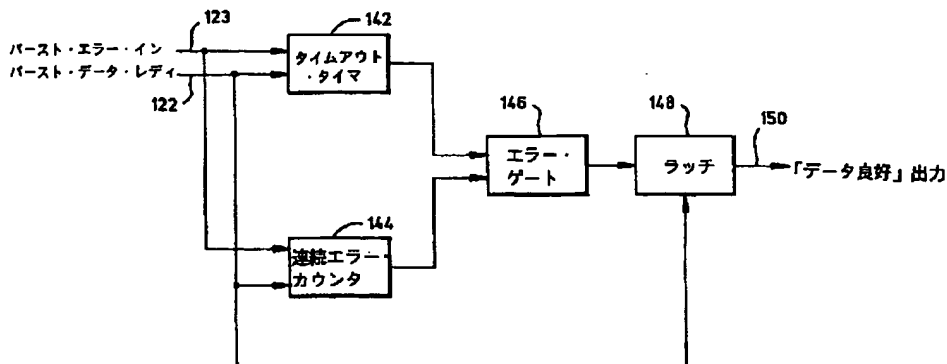 123
バースト・エラー・イン
バースト・データ・レディ
122
142
タイムアウト
・タイマ
144
連続エラー・
カウンタ
146
エラー・
ゲート
148
ラッチ
150
「データ良好」出力